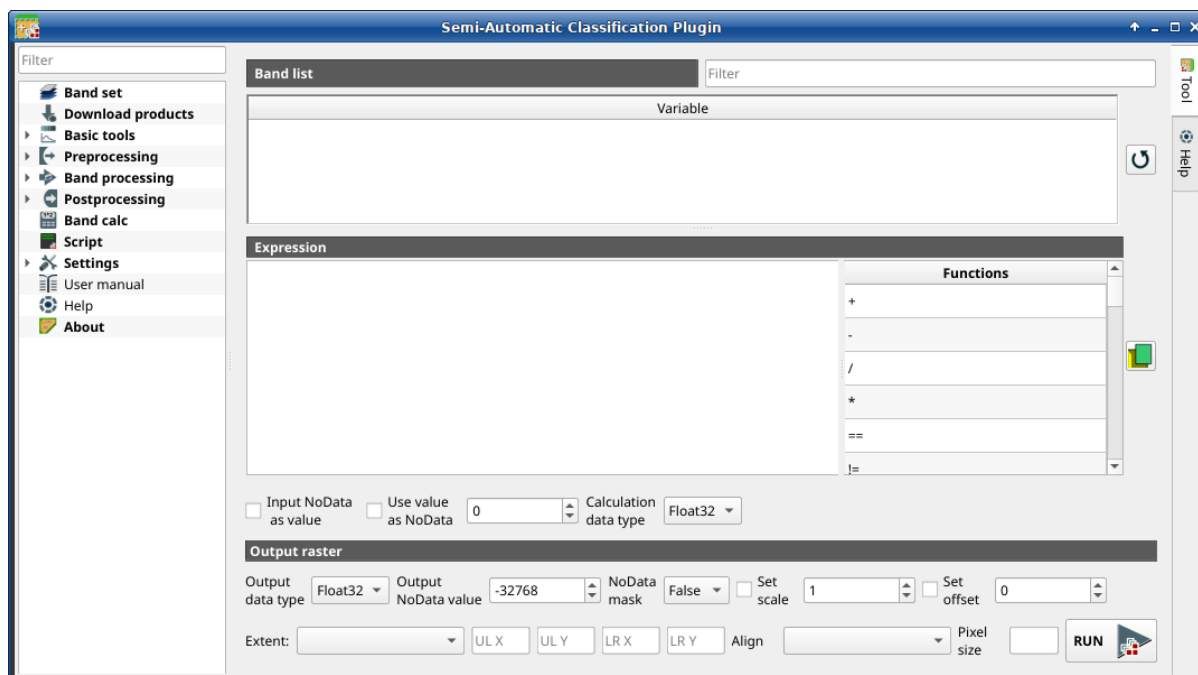 Semi-Automatic Classification Plugin
Filter
Band set
Download products
Basic tools
Preprocessing
Band processing
Postprocessing
Band calc
Script
Settings
User manual
Help
About
Band list
Filter
Variable
Expression
Functions
+
-
/
*
==
!=
Input NoData
as value
Use value
as NoData
0
Calculation
data type
Float32
Output raster
Output
data type
Float32
Output
NoData value
-32768
NoData
mask
False
Set
scale
1
Set
offset
0
Extent:
UL X
UL Y
LR X
LR Y
Align
Pixel
size
RUN
Tool
Help